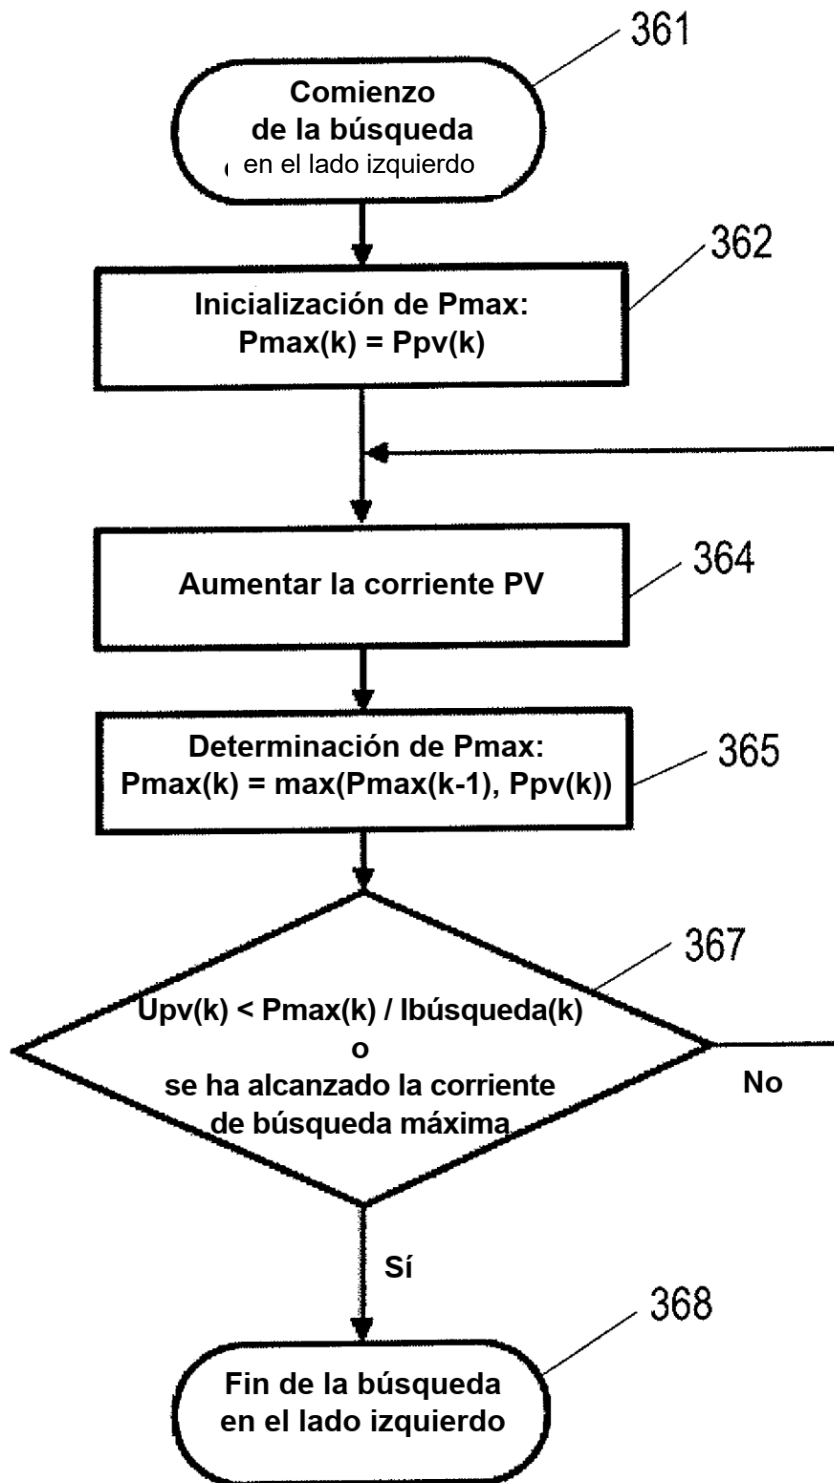 361
Comienzo
de la búsqueda
en el lado izquierdo
362
Inicialización de Pmax:
Pmax(k) = Ppv(k)
364
Aumentar la corriente PV
Determinación de Pmax:
365
Pmax(k) = max(Pmax(k-1), Ppv(k))
367
Upv(k) < Pmax(k) / Ibúsqueda(k)
o
se ha alcanzado la corriente
No
de búsqueda máxima
Sí
368
Fin de la búsqueda
en el lado izquierdo